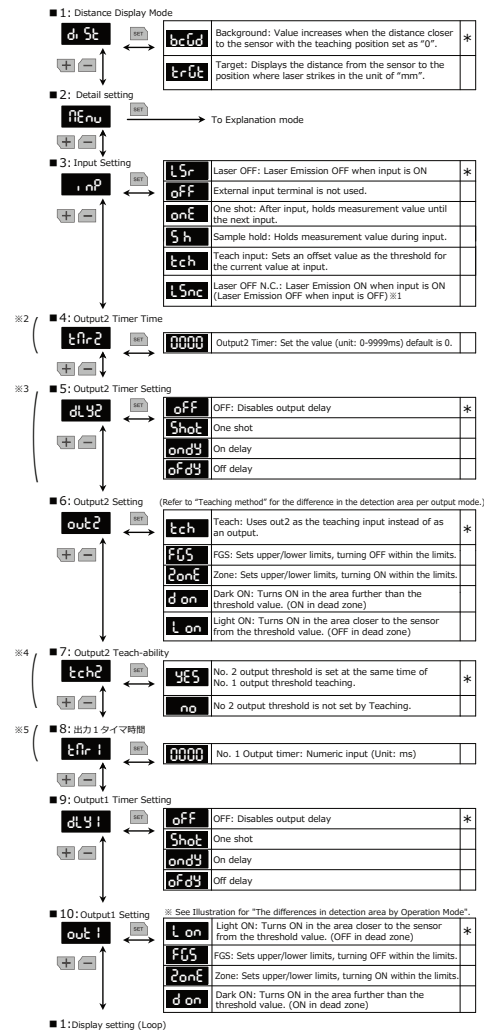 ■ 1: Distance Display Mode
di St
SET
bcGd
Background: Value increases when the distance closer
to the sensor with the teaching position set as "0".
*
trGt
Target: Displays the distance from the sensor to the
position where laser strikes in the unit of "mm".
+ −
■ 2: Detail setting
MEnu
SET
To Explanation mode
+ −
■ 3: Input Setting
inP
SET
LSr
Laser OFF: Laser Emission OFF when input is ON
*
oFF
External input terminal is not used.
+ −
onE
One shot: After input, holds measurement value until
the next input.
S h
Sample hold: Holds measurement value during input.
tch
Teach input: Sets an offset value as the threshold for
the current value at input.
LSnc
Laser OFF N.C.: Laser Emission ON when input is ON
(Laser Emission OFF when input is OFF)※1
※2
■ 4: Output2 Timer Time
tMr2
SET
0000
Output2 Timer: Set the value (unit: 0-9999ms) default is 0.
+ −
※3
■ 5: Output2 Timer Setting
dLY2
SET
oFF
OFF: Disables output delay
*
Shot
One shot
+ −
ondY
On delay
oFdY
Off delay
■ 6: Output2 Setting
(Refer to "Teaching method" for the difference in the detection area per output mode.)
out2
SET
tch
Teach: Uses out2 as the teaching input instead of as
an output.
*
+ −
FGS
FGS: Sets upper/lower limits, turning OFF within the limits.
ZonE
Zone: Sets upper/lower limits, turning ON within the limits.
d on
Dark ON: Turns ON in the area further than the
threshold value. (ON in dead zone)
L on
Light ON: Turns ON in the area closer to the sensor
from the threshold value. (OFF in dead zone)
※4
■ 7: Output2 Teach-ability
tch2
SET
YES
No. 2 output threshold is set at the same time of
No. 1 output threshold teaching.
*
+ −
no
No 2 output threshold is not set by Teaching.
※5
■ 8: 出力1タイマ時間
tMr1
SET
0000
No. 1 Output timer: Numeric input (Unit: ms)
+ −
■ 9: Output1 Timer Setting
dLY1
SET
oFF
OFF: Disables output delay
*
Shot
One shot
+ −
ondY
On delay
oFdY
Off delay
■ 10: Output1 Setting
※ See Illustration for "The differences in detection area by Operation Mode".
out1
SET
L on
Light ON: Turns ON in the area closer to the sensor
from the threshold value. (OFF in dead zone)
*
+ −
FGS
FGS: Sets upper/lower limits, turning OFF within the limits.
ZonE
Zone: Sets upper/lower limits, turning ON within the limits.
d on
Dark ON: Turns ON in the area further than the
threshold value. (ON in dead zone)
■ 1:Display setting (Loop)